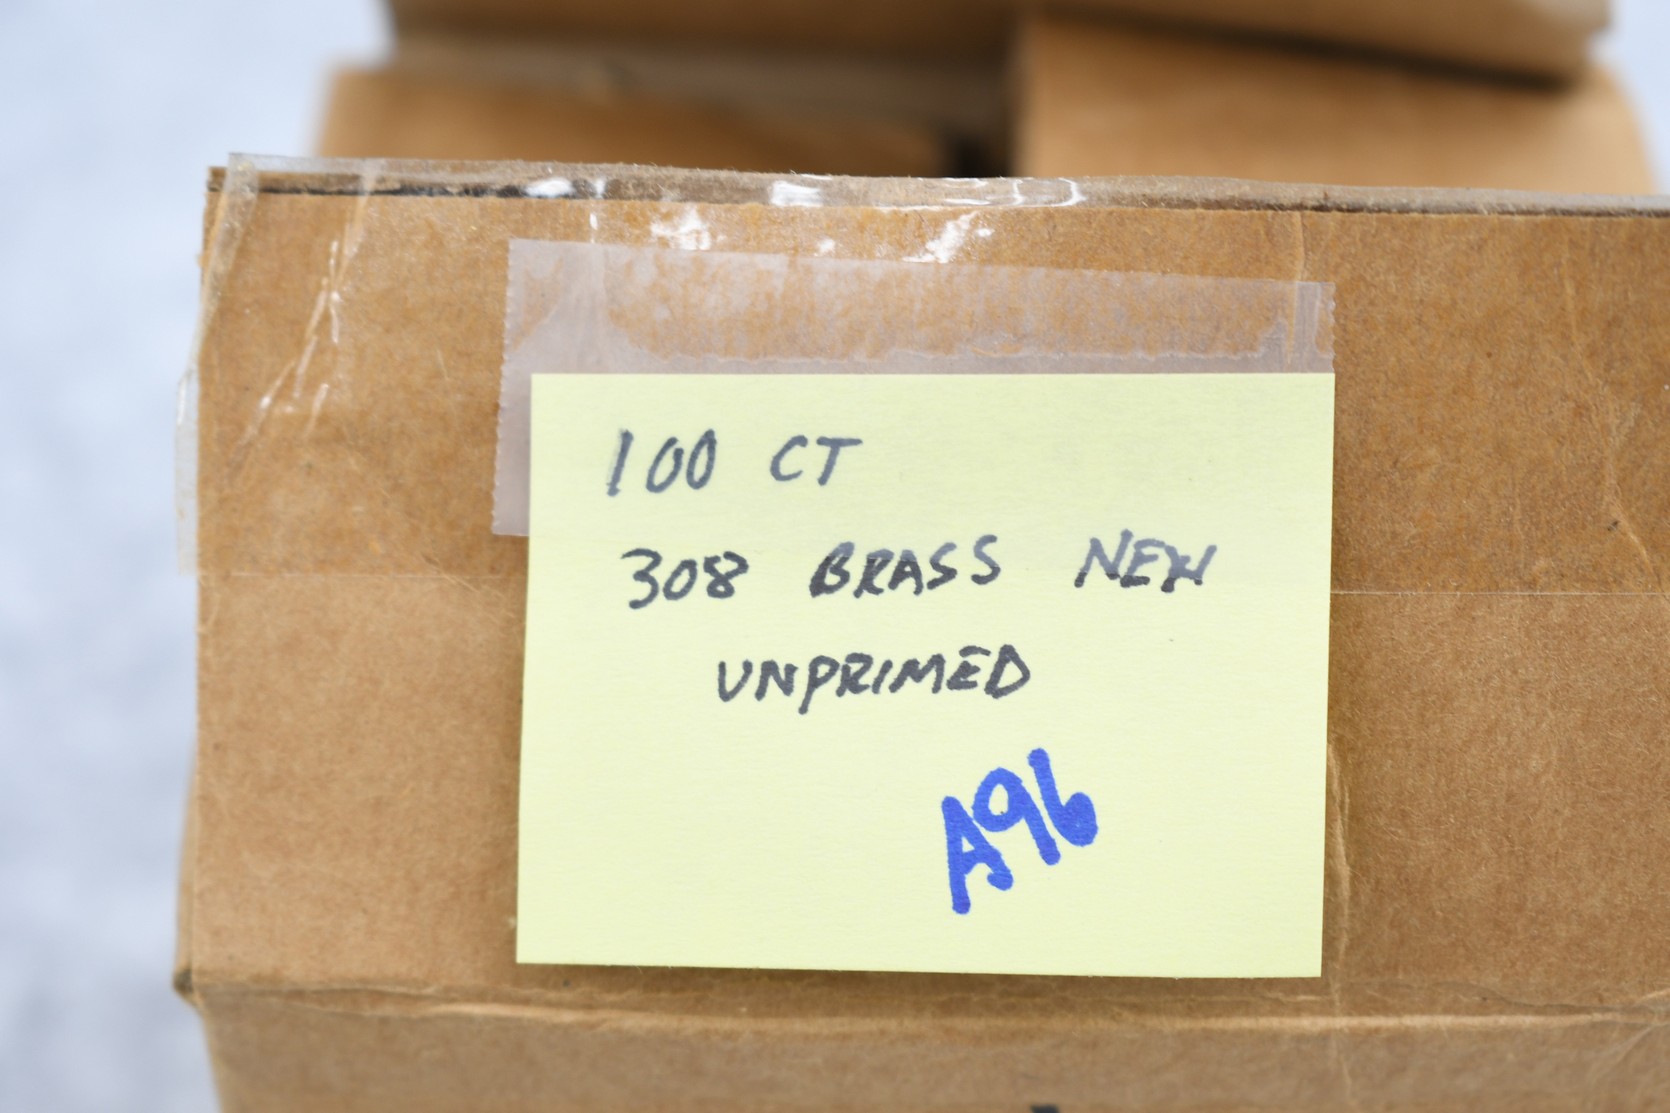 100 CT
308 BRASS NEW
UNPRIMED
A96